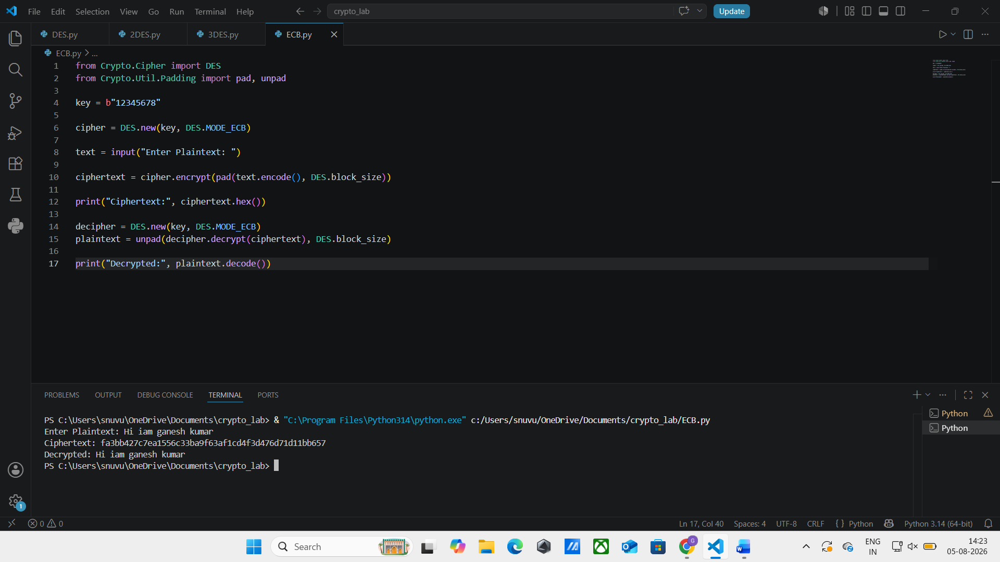 File Edit Selection View Go Run Terminal Help
crypto_lab
Update
DES.py 2DES.py 3DES.py ECB.py
ECB.py > ...
1 from Crypto.Cipher import DES
2 from Crypto.Util.Padding import pad, unpad
3
4 key = b"12345678"
5
6 cipher = DES.new(key, DES.MODE_ECB)
7
8 text = input("Enter Plaintext: ")
9
10 ciphertext = cipher.encrypt(pad(text.encode(), DES.block_size))
11
12 print("Ciphertext:", ciphertext.hex())
13
14 decipher = DES.new(key, DES.MODE_ECB)
15 plaintext = unpad(decipher.decrypt(ciphertext), DES.block_size)
16
17 print("Decrypted:", plaintext.decode())
PROBLEMS OUTPUT DEBUG CONSOLE TERMINAL PORTS
PS C:\Users\snuvu\OneDrive\Documents\crypto_lab> & "C:\Program Files\Python314\python.exe" c:/Users/snuvu/OneDrive/Documents/crypto_lab/ECB.py
Enter Plaintext: Hi iam ganesh kumar
Ciphertext: fa3bb427c7ea1556c33ba9f63af1cd4f3d476d71d11bb657
Decrypted: Hi iam ganesh kumar
PS C:\Users\snuvu\OneDrive\Documents\crypto_lab>
Python
Python
1
0 0
Ln 17, Col 40 Spaces: 4 UTF-8 CRLF { } Python Python 3.14 (64-bit)
Search
G
ENG
IN
14:23
05-08-2026